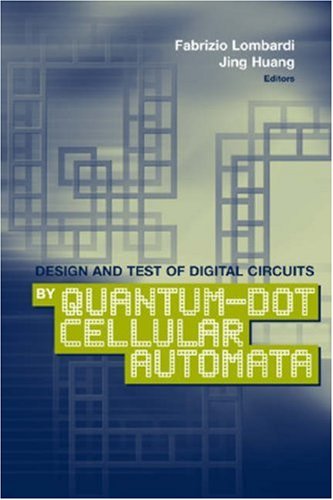 Fabrizio Lombardi
Jing Huang
Editors
DESIGN AND TEST OF DIGITAL CIRCUITS
BY QUANTUM-DOT
CELLULAR
AUTOMATA